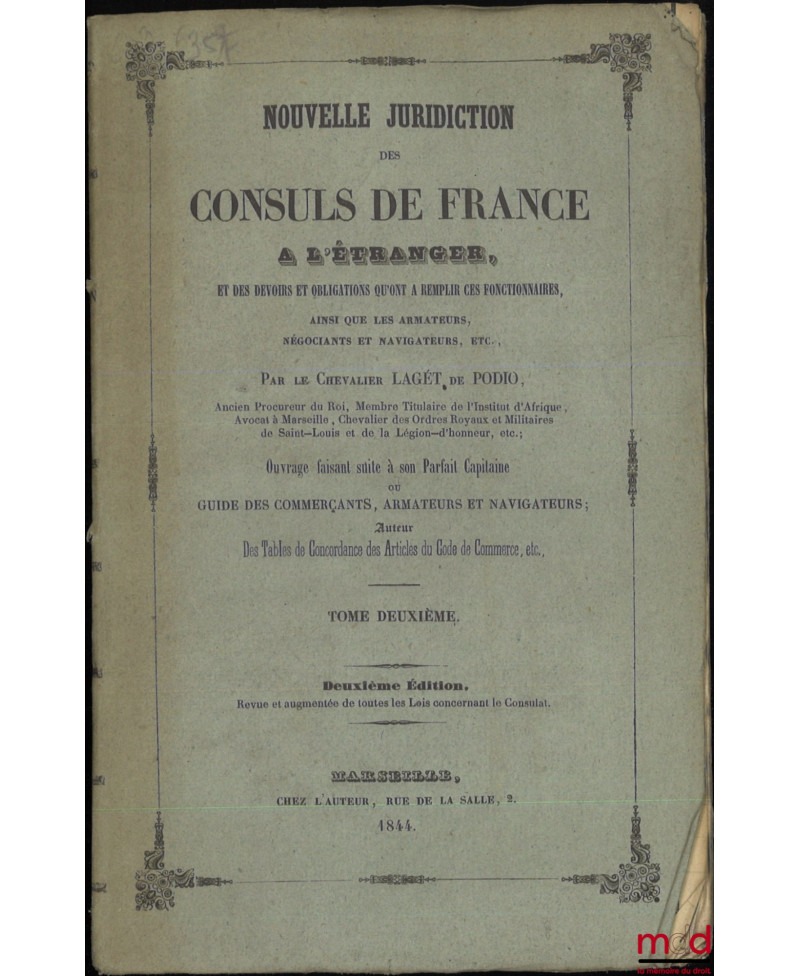 NOUVELLE JURIDICTION
DES
CONSULS DE FRANCE
A L'ÉTRANGER,
ET DES DEVOIRS ET OBLIGATIONS QU'ONT A REMPLIR CES FONCTIONNAIRES,
AINSI QUE LES ARMATEURS,
NÉGOCIANTS ET NAVIGATEURS, ETC.,
PAR LE CHEVALIER LAGÉT DE PODIO,
Ancien Procureur du Roi, Membre Titulaire de l'Institut d'Afrique,
Avocat à Marseille, Chevalier des Ordres Royaux et Militaires
de Saint-Louis et de la Légion-d'honneur, etc.;
Ouvrage faisant suite à son Parfait Capitaine
OU
GUIDE DES COMMERÇANTS, ARMATEURS ET NAVIGATEURS;
Auteur
Des Tables de Concordance des Articles du Code de Commerce, etc.,
TOME DEUXIÈME.
Deuxième Édition,
Revue et augmentée de toutes les Lois concernant le Consulat.
MARSEILLE,
CHEZ L'AUTEUR, RUE DE LA SALLE, 2.
1844.
mcd
la mémoire du droit